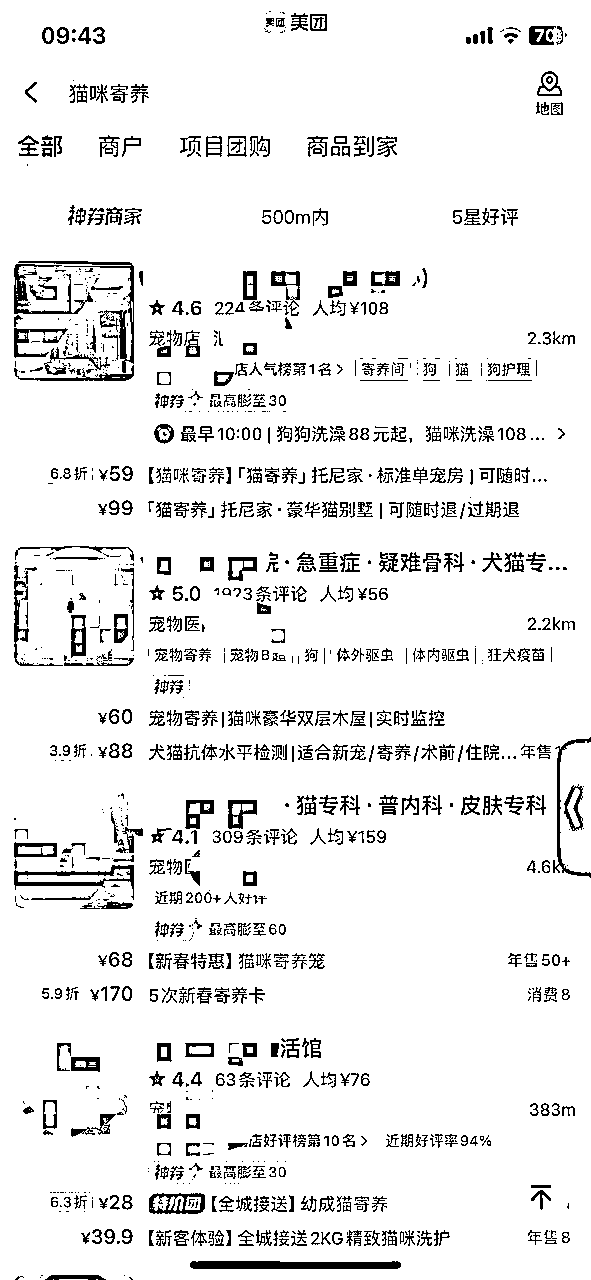 09:43
美团
70
猫咪寄养
地图
全部 商户 项目团购 商品到家
神券商家 500m内 5星好评
4.6 224条评论 人均¥108
宠物店 2.3km
店人气榜第1名 寄养间 狗 猫 狗护理
神券 最高膨至30
最早10:00 | 狗狗洗澡88元起，猫咪洗澡108...
6.8折 ¥59 【猫咪寄养】「猫寄养」托尼家·标准单宠房 | 可随时...
¥99 「猫寄养」托尼家·豪华猫别墅 | 可随时退/过期退
·急重症·疑难骨科·犬猫专...
5.0 1923条评论 人均¥56
宠物医 2.2km
宠物寄养 宠物B超 狗 体外驱虫 体内驱虫 狂犬疫苗
神券
¥60 宠物寄养|猫咪豪华双层木屋|实时监控
3.9折 ¥88 犬猫抗体水平检测|适合新宠/寄养/术前/住院... 年售
·猫专科·普内科·皮肤专科
4.1 309条评论 人均¥159
宠物 4.6k
近期200+人好评
神券 最高膨至60
¥68 【新春特惠】猫咪寄养笼 年售50+
5.9折 ¥170 5次新春寄养卡 消费8
活馆
4.4 63条评论 人均¥76
383m
店好评榜第10名 近期好评率94%
神券 最高膨至30
6.3折 ¥28 特价团 【全城接送】幼成猫寄养
¥39.9 【新客体验】全城接送2KG精致猫咪洗护 年售8